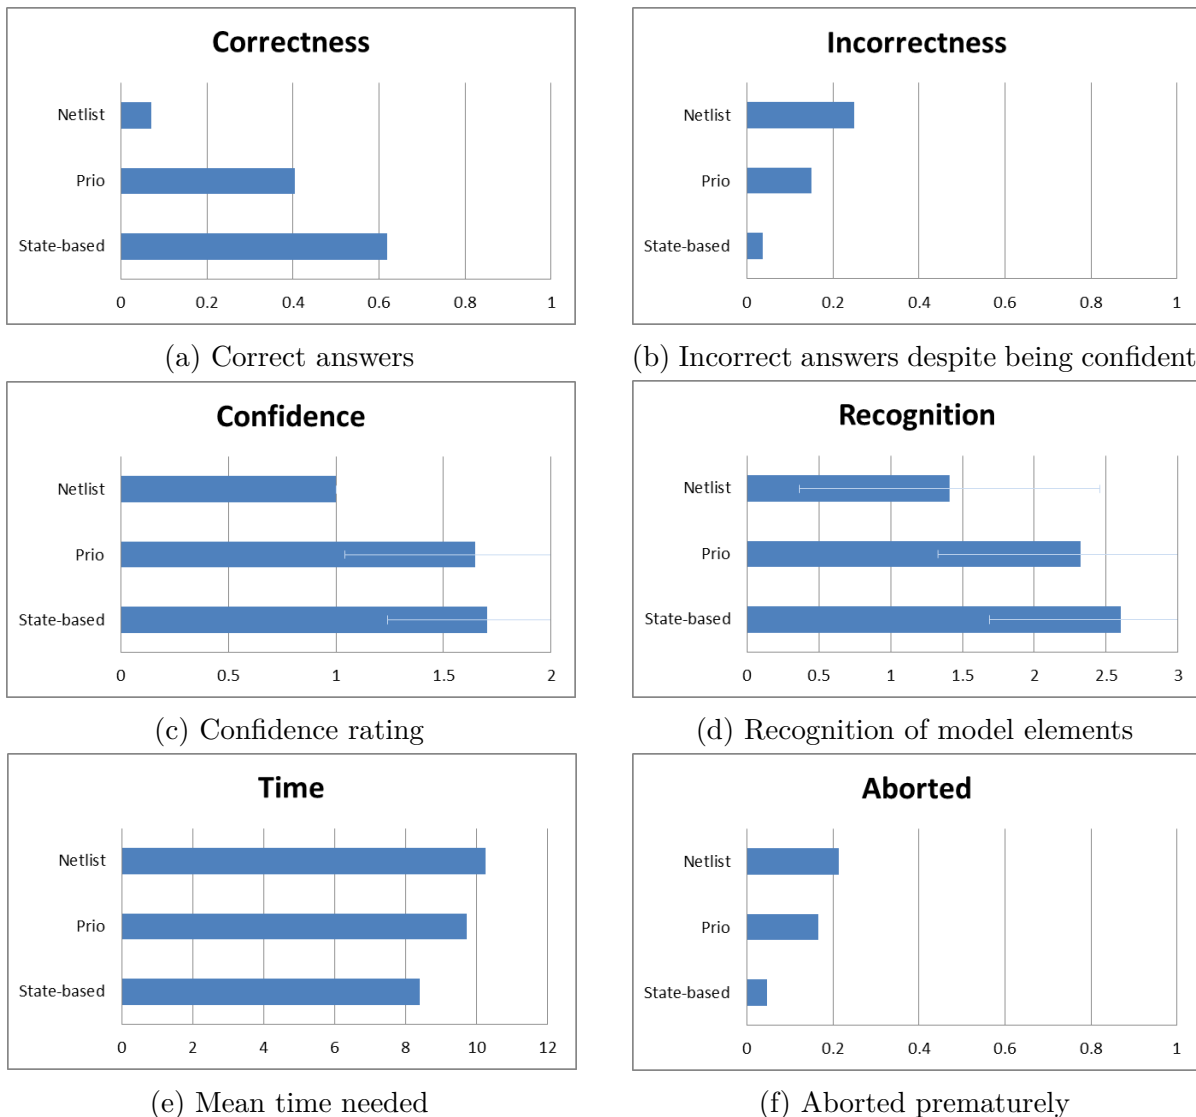 Correctness
Netlist
Prio
State-based
0 0.2 0.4 0.6 0.8 1
(a) Correct answers
Incorrectness
Netlist
Prio
State-based
0 0.2 0.4 0.6 0.8 1
(b) Incorrect answers despite being confident
Confidence
Netlist
Prio
State-based
0 0.5 1 1.5 2
(c) Confidence rating
Recognition
Netlist
Prio
State-based
0 0.5 1 1.5 2 2.5 3
(d) Recognition of model elements
Time
Netlist
Prio
State-based
0 2 4 6 8 10 12
(e) Mean time needed
Aborted
Netlist
Prio
State-based
0 0.2 0.4 0.6 0.8 1
(f) Aborted prematurely